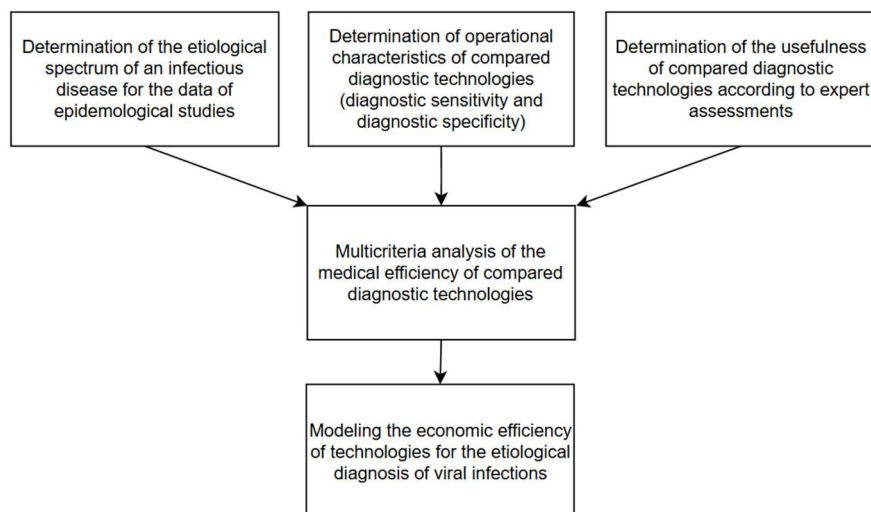 Determination of the etiological
spectrum of an infectious
disease for the data of
epidemological studies
Determination of operational
characteristics of compared
diagnostic technologies
(diagnostic sensitivity and
diagnostic specificity)
Determination of the usefulness
of compared diagnostic
technologies according to expert
assessments
Multicriteria analysis of the
medical efficiency of compared
diagnostic technologies
Modeling the economic efficiency
of technologies for the etiological
diagnosis of viral infections